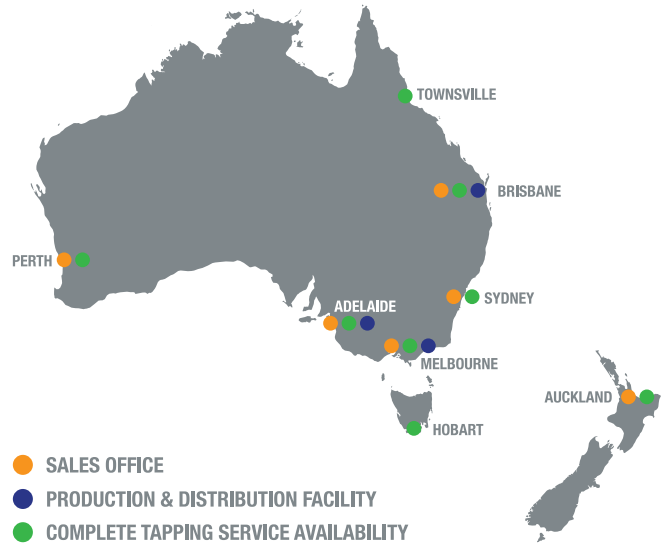 TOWNSVILLE
BRISBANE
PERTH
SYDNEY
ADELAIDE
MELBOURNE
AUCKLAND
HOBART
SALES OFFICE
PRODUCTION & DISTRIBUTION FACILITY
COMPLETE TAPPING SERVICE AVAILABILITY